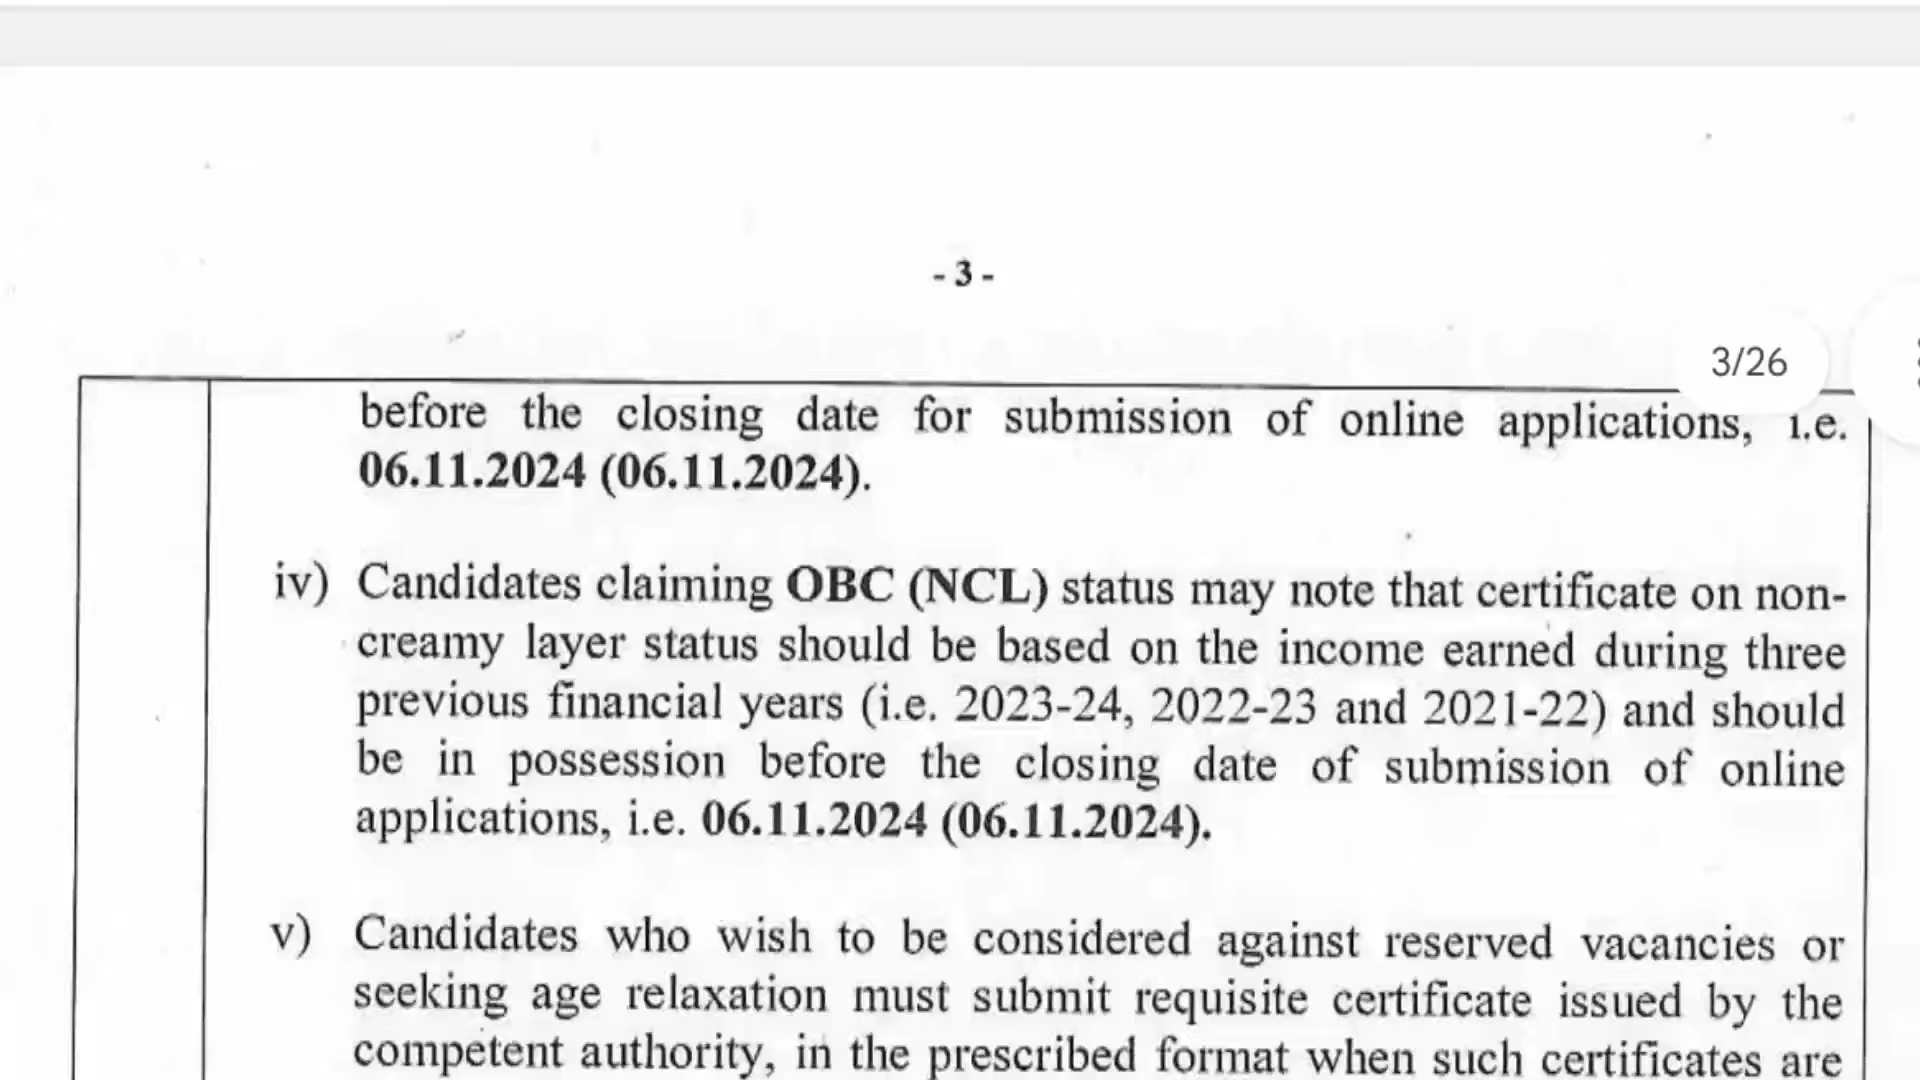 - 3 -
3/26
before the closing date for submission of online applications, i.e.
06.11.2024 (06.11.2024).
iv) Candidates claiming OBC (NCL) status may note that certificate on non-
creamy layer status should be based on the income earned during three
previous financial years (i.e. 2023-24, 2022-23 and 2021-22) and should
be in possession before the closing date of submission of online
applications, i.e. 06.11.2024 (06.11.2024).
v) Candidates who wish to be considered against reserved vacancies or
seeking age relaxation must submit requisite certificate issued by the
competent authority, in the prescribed format when such certificates are